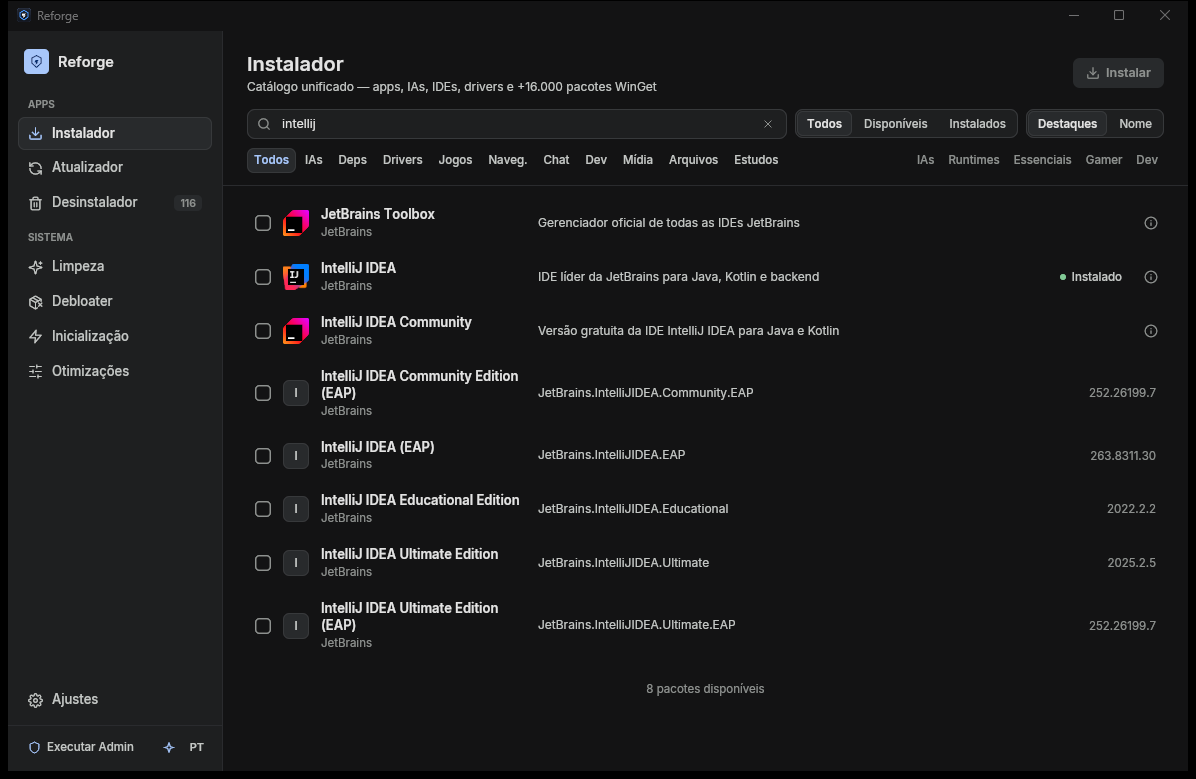 Reforge
Reforge
APPS
Instalador
Atualizador
Desinstalador 116
SISTEMA
Limpeza
Debloater
Inicialização
Otimizações
Ajustes
Executar Admin PT
Instalador
Catálogo unificado — apps, IAs, IDEs, drivers e +16.000 pacotes WinGet
Instalar
intellij
Todos Disponíveis Instalados
Destaques Nome
Todos IAs Deps Drivers Jogos Naveg. Chat Dev Mídia Arquivos Estudos
IAs Runtimes Essenciais Gamer Dev
JetBrains Toolbox
JetBrains
Gerenciador oficial de todas as IDEs JetBrains
IJ
IntelliJ IDEA
JetBrains
IDE líder da JetBrains para Java, Kotlin e backend
Instalado
IntelliJ IDEA Community
JetBrains
Versão gratuita da IDE IntelliJ IDEA para Java e Kotlin
I
IntelliJ IDEA Community Edition
(EAP)
JetBrains
JetBrains.IntelliJIDEA.Community.EAP
252.26199.7
I
IntelliJ IDEA (EAP)
JetBrains
JetBrains.IntelliJIDEA.EAP
263.8311.30
I
IntelliJ IDEA Educational Edition
JetBrains
JetBrains.IntelliJIDEA.Educational
2022.2.2
I
IntelliJ IDEA Ultimate Edition
JetBrains
JetBrains.IntelliJIDEA.Ultimate
2025.2.5
I
IntelliJ IDEA Ultimate Edition
(EAP)
JetBrains
JetBrains.IntelliJIDEA.Ultimate.EAP
252.26199.7
8 pacotes disponíveis